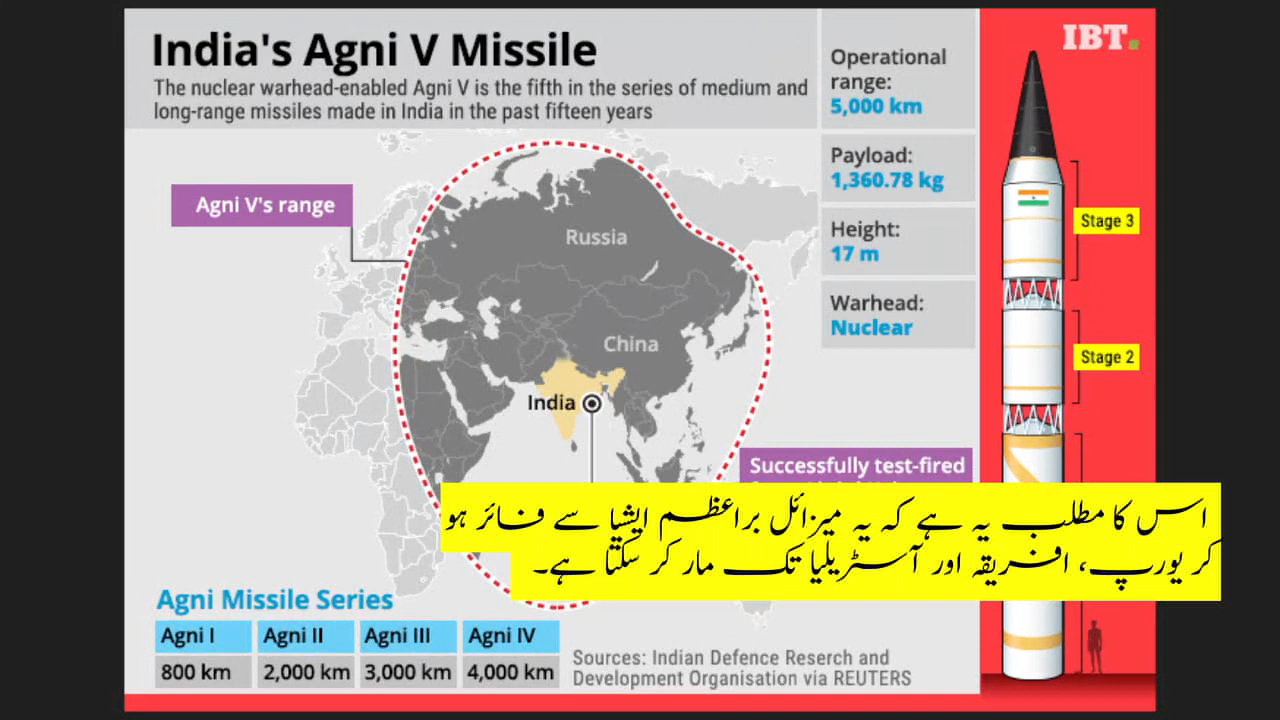 India's Agni V Missile
The nuclear warhead-enabled Agni V is the fifth in the series of medium and
long-range missiles made in India in the past fifteen years
Operational
range:
5,000 km
Payload:
1,360.78 kg
Height:
17 m
Warhead:
Nuclear
IBT.
Stage 3
Stage 2
Agni V's range
Russia
China
India
Successfully test-fired
اس کا مطلب یہ ہے کہ یہ میزائل براعظم ایشیا سے فائر ہو
کر یورپ، افریقہ اور آسٹریلیا تک مار کر سکتا ہے۔
Agni Missile Series
Agni I
Agni II
Agni III
Agni IV
800 km
2,000 km
3,000 km
4,000 km
Sources: Indian Defence Reserch and
Development Organisation via REUTERS